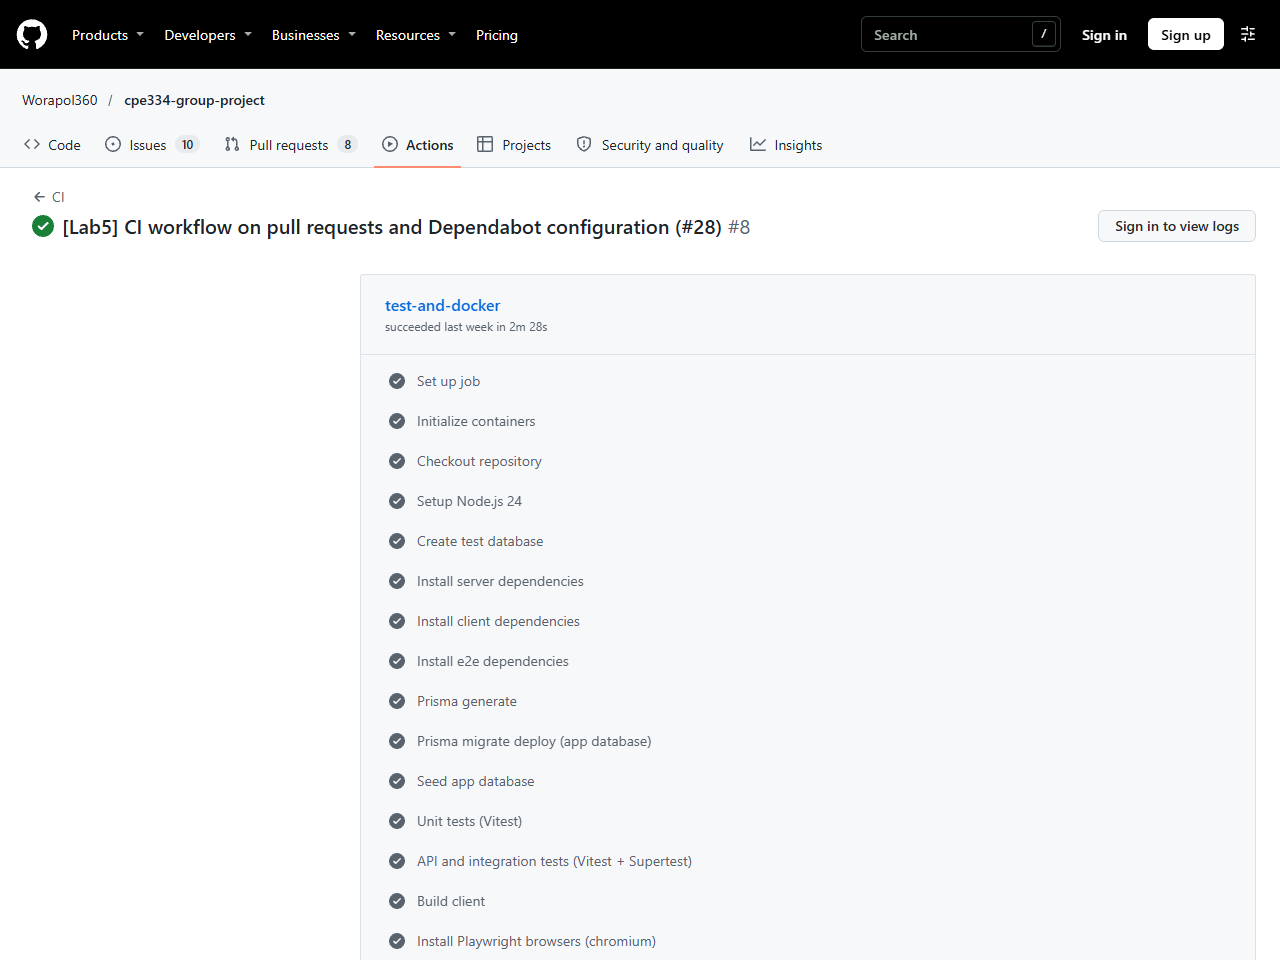 Products Developers Businesses Resources Pricing Search / Sign in Sign up
Worapol360 / cpe334-group-project
Code Issues 10 Pull requests 8 Actions Projects Security and quality Insights
CI
[Lab5] CI workflow on pull requests and Dependabot configuration (#28) #8 Sign in to view logs
test-and-docker
succeeded last week in 2m 28s
Set up job
Initialize containers
Checkout repository
Setup Node.js 24
Create test database
Install server dependencies
Install client dependencies
Install e2e dependencies
Prisma generate
Prisma migrate deploy (app database)
Seed app database
Unit tests (Vitest)
API and integration tests (Vitest + Supertest)
Build client
Install Playwright browsers (chromium)